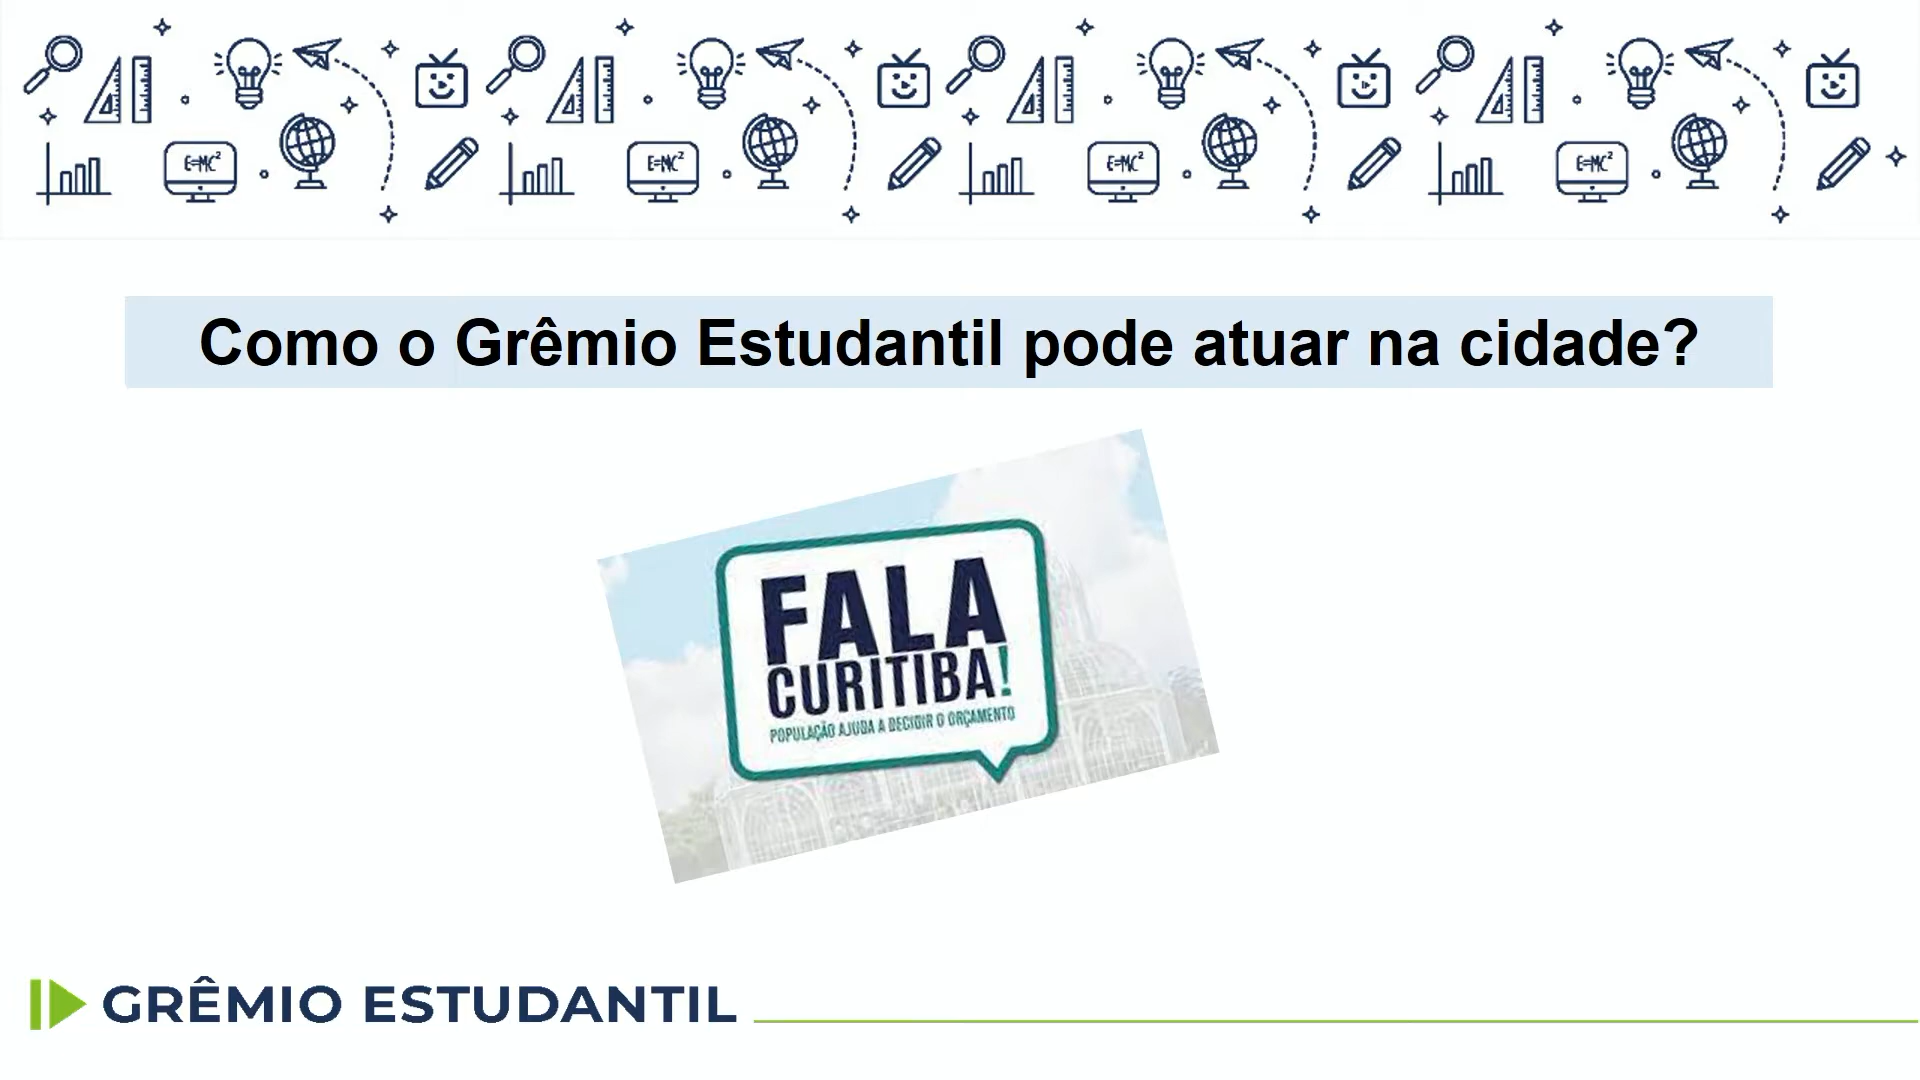 E=MC²
E=MC²
E=MC²
E=MC²
Como o Grêmio Estudantil pode atuar na cidade?
FALA
CURITIBA!
POPULAÇÃO AJUDA A DECIDIR O ORÇAMENTO
GRÊMIO ESTUDANTIL